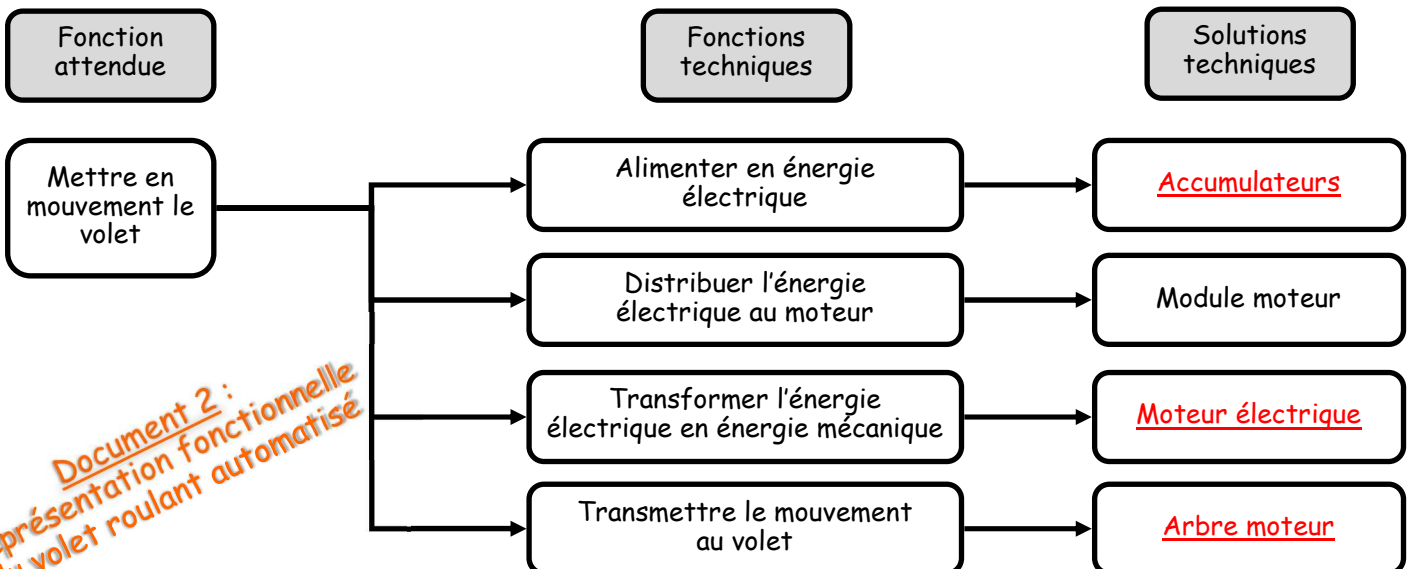 Fonction
attendue
Fonctions
techniques
Solutions
techniques
Mettre en
mouvement le
volet
Alimenter en énergie
électrique
Accumulateurs
Distribuer l'énergie
électrique au moteur
Module moteur
Transformer l'énergie
électrique en énergie mécanique
Moteur électrique
Transmettre le mouvement
au volet
Arbre moteur
Document 2 :
fonctionnelle
volet roulant automatisé